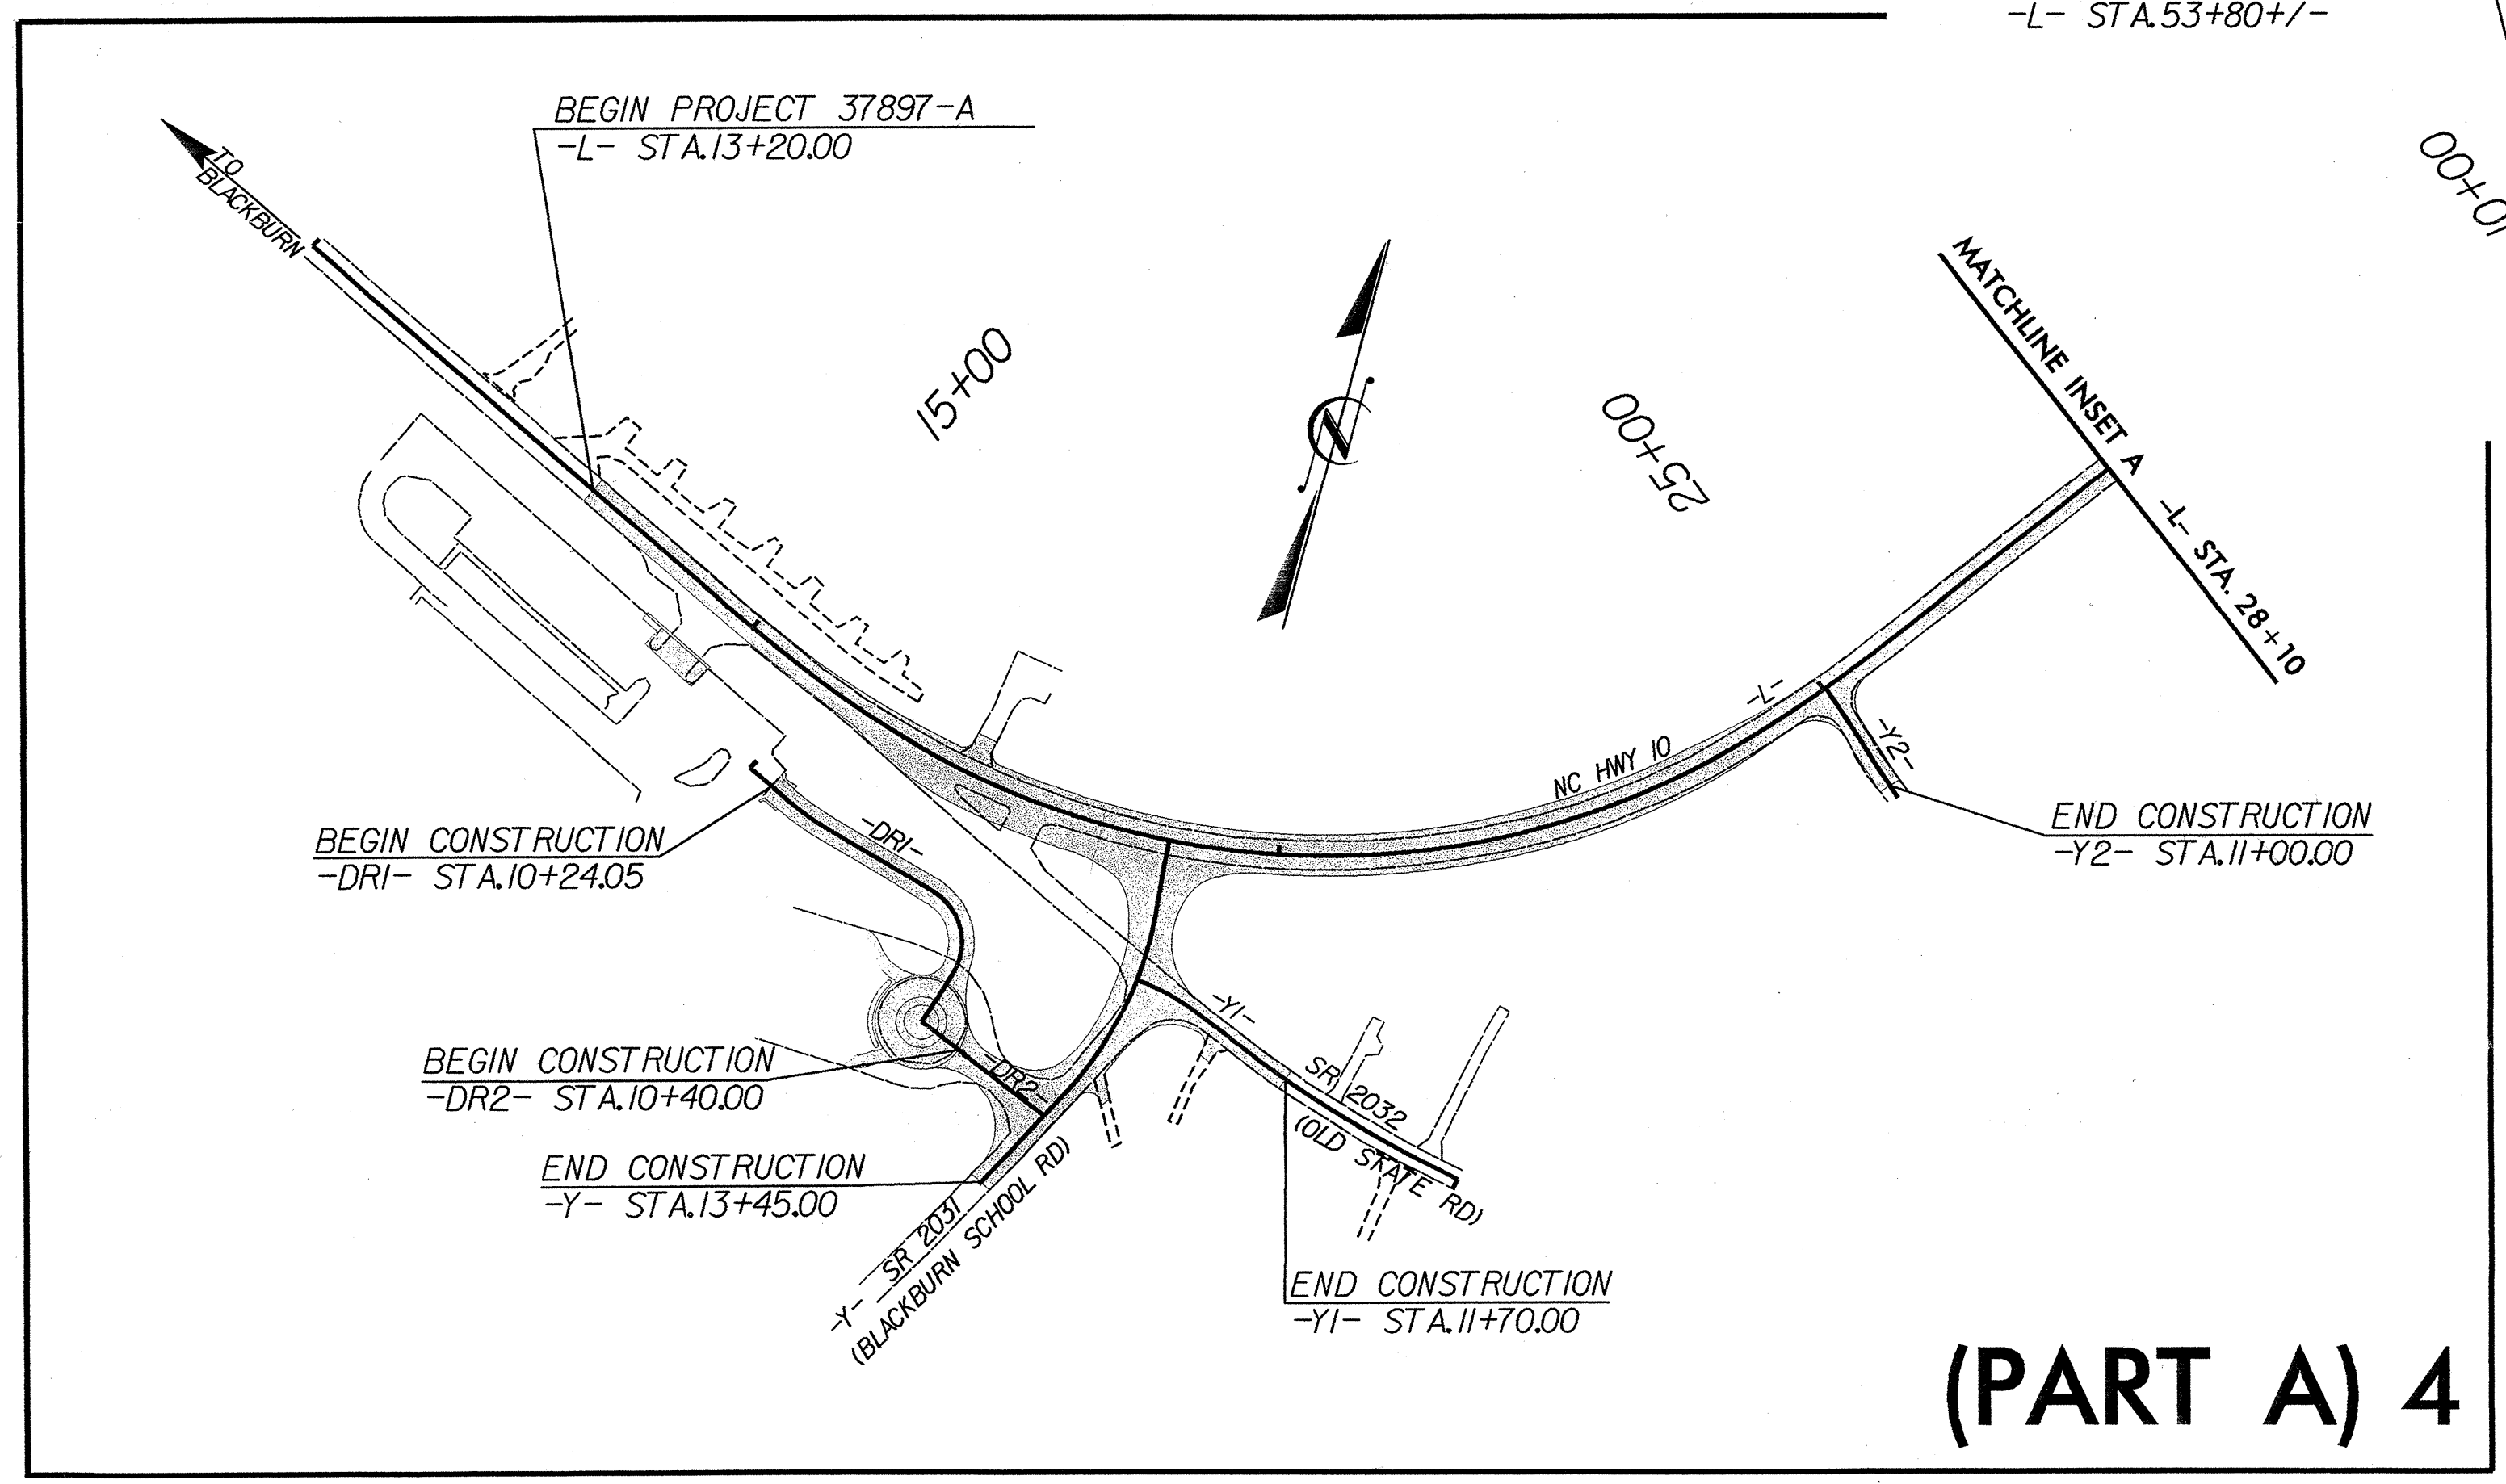 -L- STA.53+80+/-
BEGIN PROJECT 37897-A
-L- STA.13+20.00
TO
BLACKBURN
15+00
N
25+00
MATCHLINE INSET A -L- STA. 28+10
-L-
NC HWY 10
-Y2-
END CONSTRUCTION
-Y2- STA.11+00.00
BEGIN CONSTRUCTION
-DR1- STA.10+24.05
-DR1-
-Y1-
BEGIN CONSTRUCTION
-DR2- STA.10+40.00
-DR2-
SR 2032
(OLD STATE RD)
END CONSTRUCTION
-Y- STA.13+45.00
-Y- SR 2031
(BLACKBURN SCHOOL RD)
END CONSTRUCTION
-Y1- STA.11+70.00
(PART A) 4